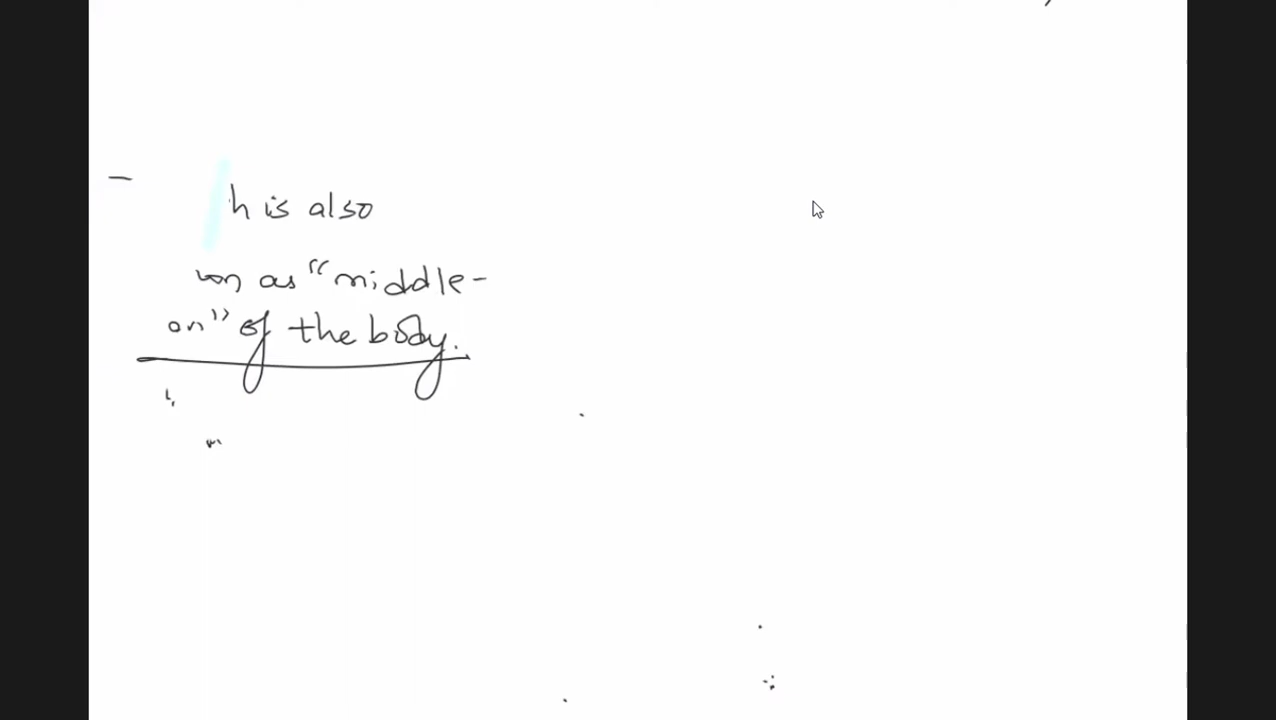 h is also
as "middle-
on" of the body.